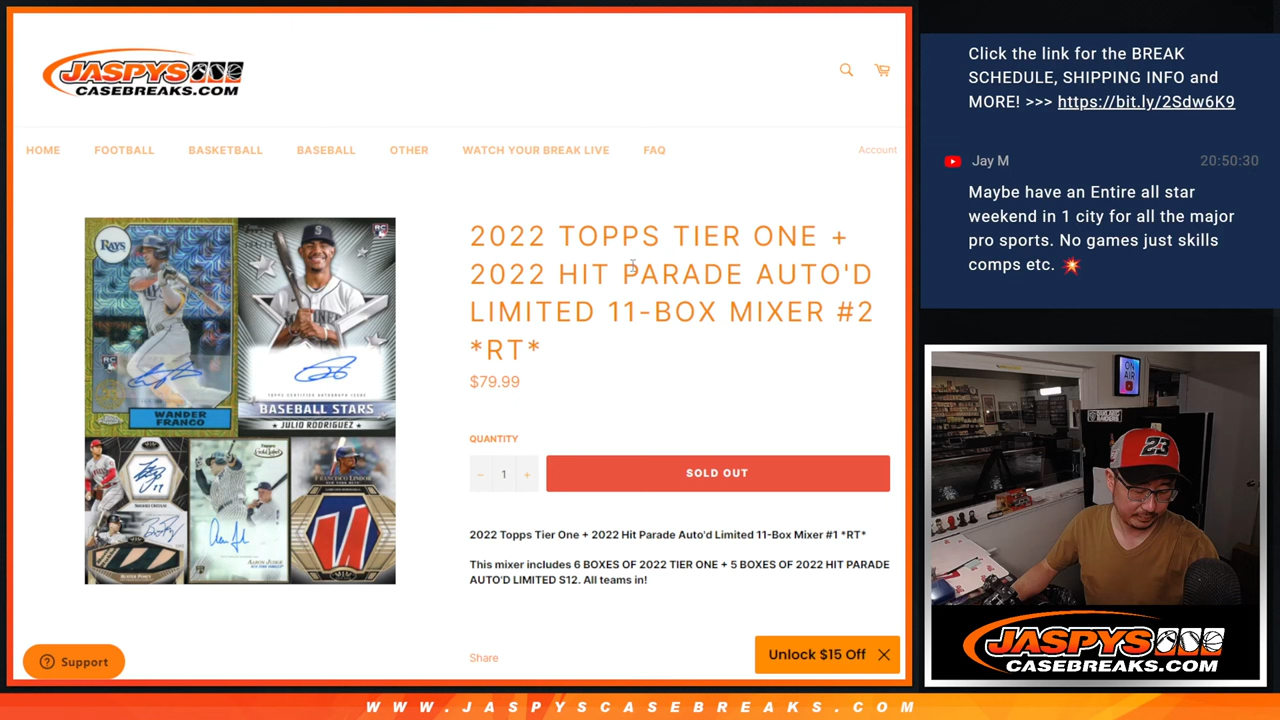 JASPYS
CASEBREAKS.COM
HOME FOOTBALL BASKETBALL BASEBALL OTHER WATCH YOUR BREAK LIVE FAQ Account
Rays
RC
WANDER
FRANCO
RC
BASEBALL STARS
JULIO RODRIGUEZ
2022 TOPPS TIER ONE +
2022 HIT PARADE AUTO'D
LIMITED 11-BOX MIXER #2
*RT*
$79.99
QUANTITY
− 1 +
SOLD OUT
2022 Topps Tier One + 2022 Hit Parade Auto'd Limited 11-Box Mixer #1 *RT*
This mixer includes 6 BOXES OF 2022 TIER ONE + 5 BOXES OF 2022 HIT PARADE
AUTO'D LIMITED S12. All teams in!
Share
Support
Unlock $15 Off
Click the link for the BREAK
SCHEDULE, SHIPPING INFO and
MORE! >>> https://bit.ly/2Sdw6K9
Jay M 20:50:30
Maybe have an Entire all star
weekend in 1 city for all the major
pro sports. No games just skills
comps etc. 💥
ON
AIR
23
JASPYS
CASEBREAKS.COM
WWW.JASPYSCASEBREAKS.COM